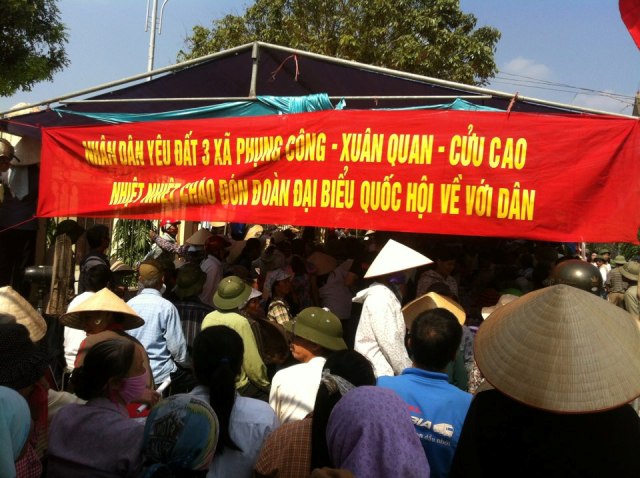 NHÂN DÂN YÊU ĐẤT 3 XÃ PHỤNG CÔNG - XUÂN QUAN - CỬU CAO
NHIỆT NHIỆT CHÀO ĐÓN ĐOÀN ĐẠI BIỂU QUỐC HỘI VỀ VỚI DÂN